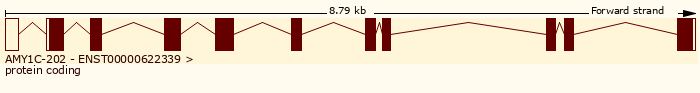 8.79 kb Forward strand
AMY1C-202 - ENST00000622339 >
protein coding